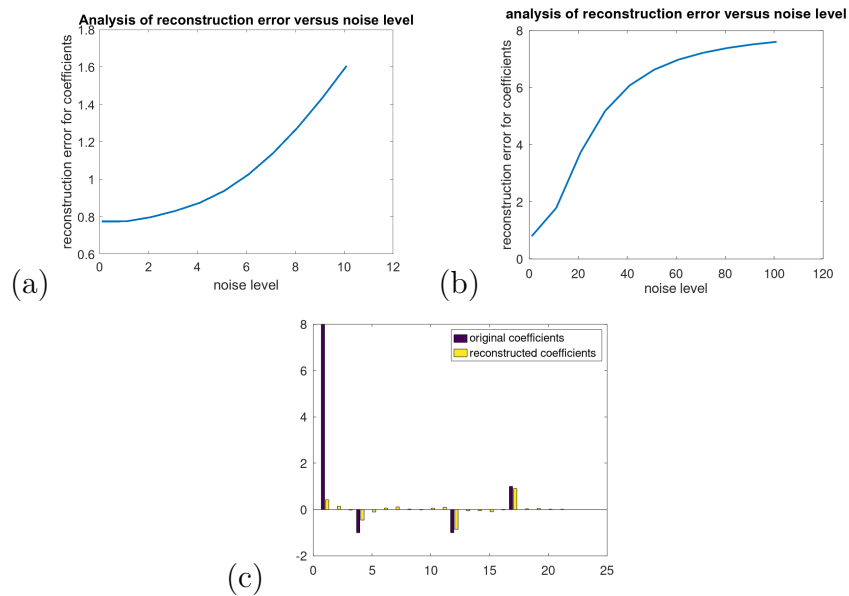 Analysis of reconstruction error versus noise level
reconstruction error for coefficients
1.8
1.6
1.4
1.2
1
0.8
0.6
0 2 4 6 8 10 12
noise level
(a)
analysis of reconstruction error versus noise level
reconstruction error for coefficients
8
6
4
2
0
0 20 40 60 80 100 120
noise level
(b)
8
6
4
2
0
-2
original coefficients
reconstructed coefficients
0 5 10 15 20 25
(c)